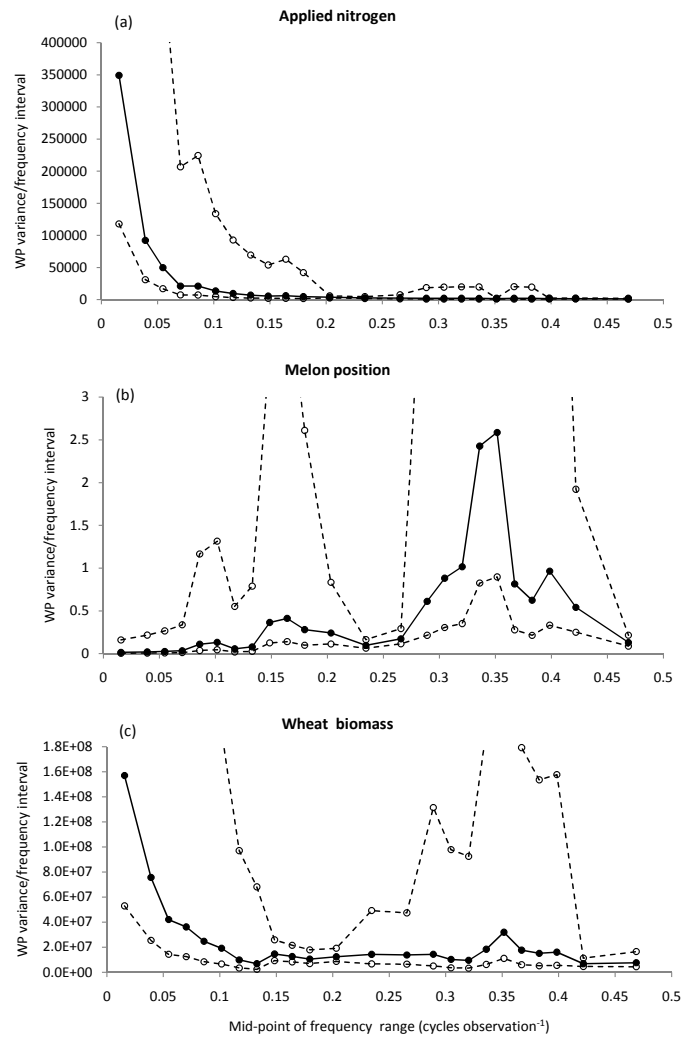 Applied nitrogen
(a)
WP variance/frequency interval
400000
350000
300000
250000
200000
150000
100000
50000
0
0 0.05 0.1 0.15 0.2 0.25 0.3 0.35 0.4 0.45 0.5
Melon position
(b)
WP variance/frequency interval
3
2.5
2
1.5
1
0.5
0
0 0.05 0.1 0.15 0.2 0.25 0.3 0.35 0.4 0.45 0.5
Wheat biomass
(c)
WP variance/frequency interval
1.8E+08
1.6E+08
1.4E+08
1.2E+08
1.0E+08
8.0E+07
6.0E+07
4.0E+07
2.0E+07
0.0E+00
0 0.05 0.1 0.15 0.2 0.25 0.3 0.35 0.4 0.45 0.5
Mid-point of frequency range (cycles observation⁻¹)